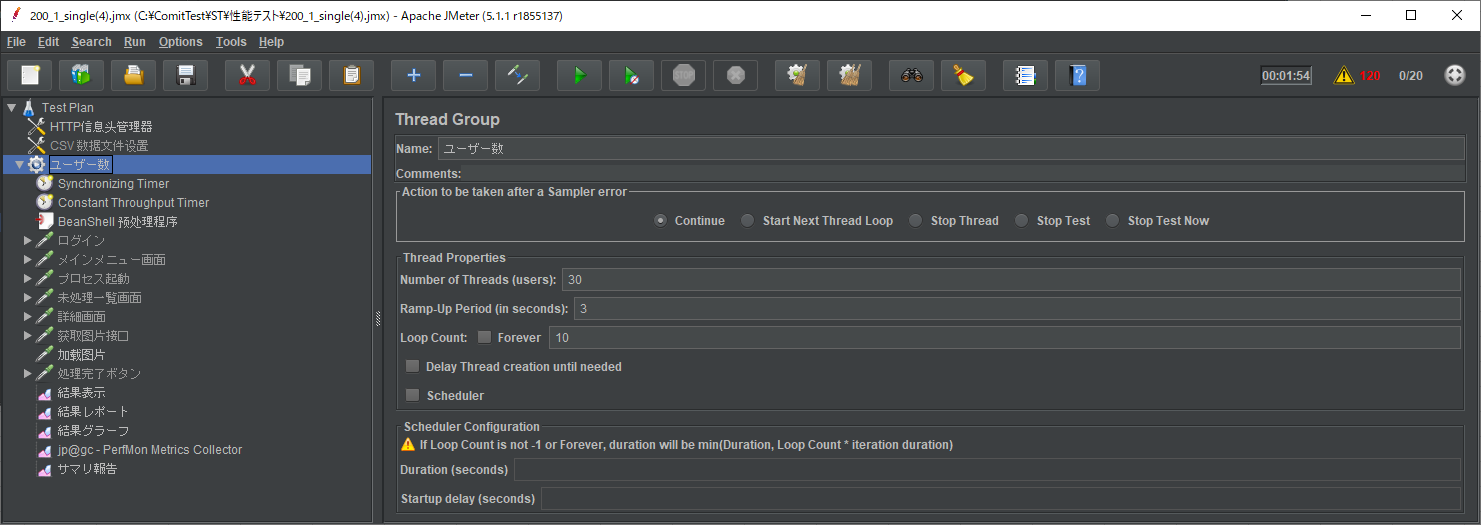 200_1_single(4).jmx (C:¥ComitTest¥ST¥性能テスト¥200_1_single(4).jmx) - Apache JMeter (5.1.1 r1855137)
File Edit Search Run Options Tools Help
STOP 00:01:54 120 0/20
Test Plan
HTTP信息头管理器
CSV 数据文件设置
ユーザー数
Synchronizing Timer
Constant Throughput Timer
BeanShell 预处理程序
ログイン
メインメニュー画面
プロセス起動
未処理一覧画面
詳細画面
获取图片接口
加载图片
処理完了ボタン
結果表示
結果レポート
結果グラーフ
jp@gc - PerfMon Metrics Collector
サマリ報告
Thread Group
Name: ユーザー数
Comments:
Action to be taken after a Sampler error
Continue Start Next Thread Loop Stop Thread Stop Test Stop Test Now
Thread Properties
Number of Threads (users): 30
Ramp-Up Period (in seconds): 3
Loop Count: Forever 10
Delay Thread creation until needed
Scheduler
Scheduler Configuration
If Loop Count is not -1 or Forever, duration will be min(Duration, Loop Count * iteration duration)
Duration (seconds)
Startup delay (seconds)